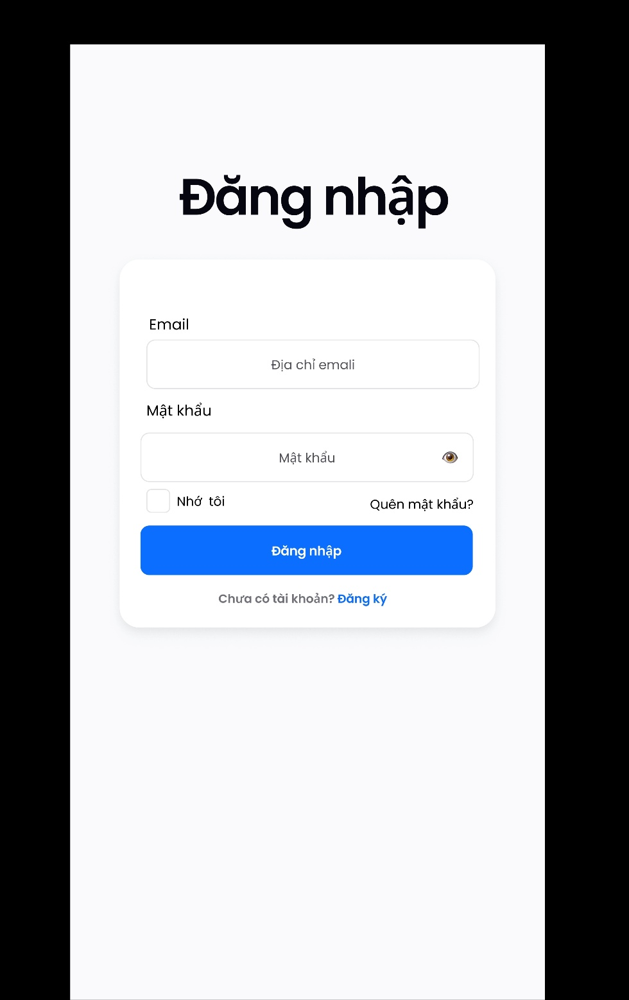 Đăng nhập
Email
Địa chỉ emali
Mật khẩu
Mật khẩu
Nhớ  tôi
Quên mật khẩu?
Đăng nhập
Chưa có tài khoản? Đăng ký